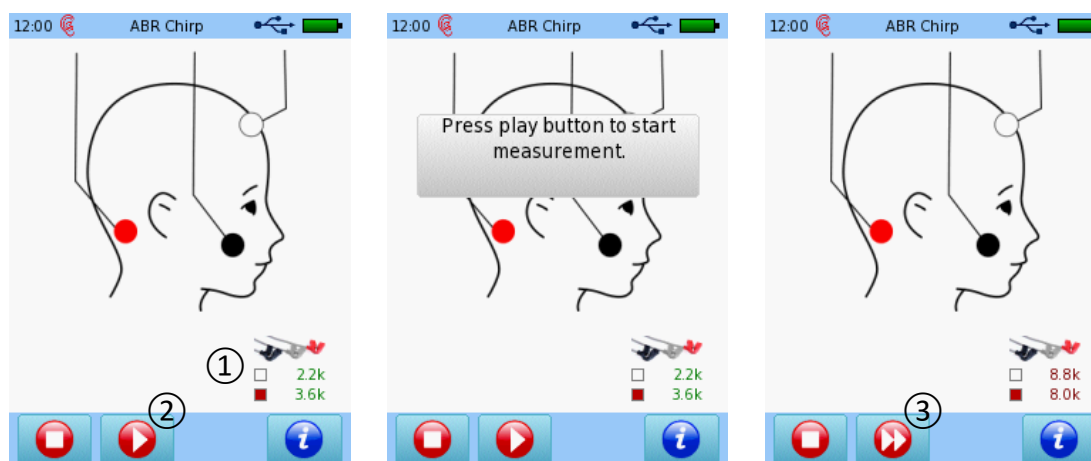 12:00 ABR Chirp
①
2.2k
3.6k
②
12:00 ABR Chirp
Press play button to start
measurement.
2.2k
3.6k
12:00 ABR Chirp
8.8k
8.0k
③